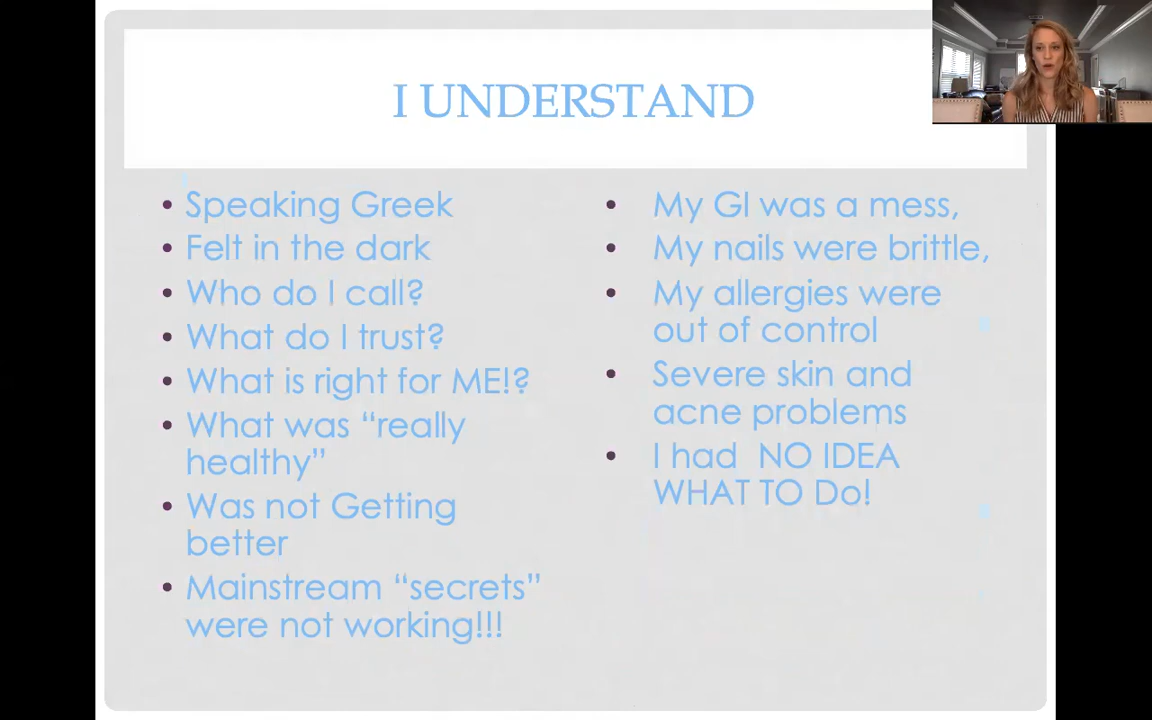 I UNDERSTAND
Speaking Greek
Felt in the dark
Who do I call?
What do I trust?
What is right for ME!?
What was “really
healthy”
Was not Getting
better
Mainstream “secrets”
were not working!!!
My GI was a mess,
My nails were brittle,
My allergies were
out of control
Severe skin and
acne problems
I had  NO IDEA
WHAT TO Do!